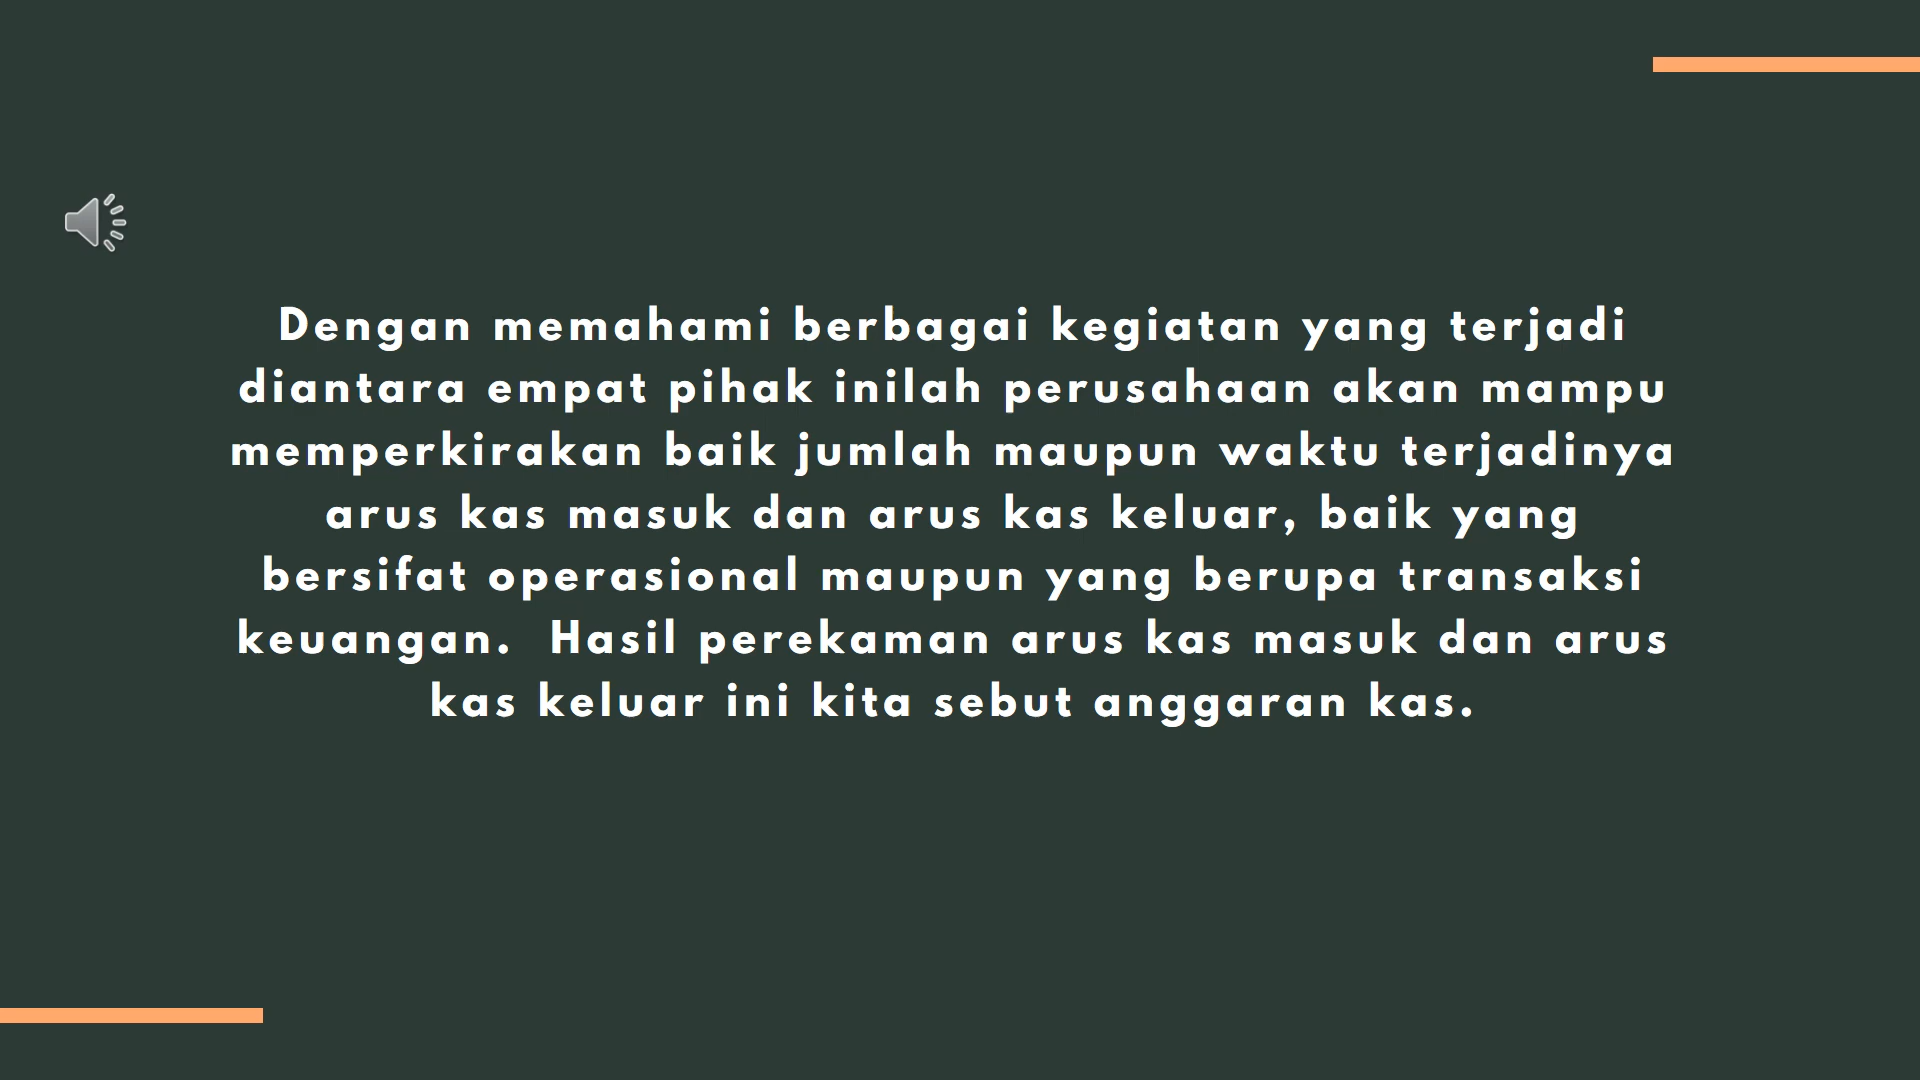 Dengan memahami berbagai kegiatan yang terjadi
diantara empat pihak inilah perusahaan akan mampu
memperkirakan baik jumlah maupun waktu terjadinya
arus kas masuk dan arus kas keluar, baik yang
bersifat operasional maupun yang berupa transaksi
keuangan.  Hasil perekaman arus kas masuk dan arus
kas keluar ini kita sebut anggaran kas.